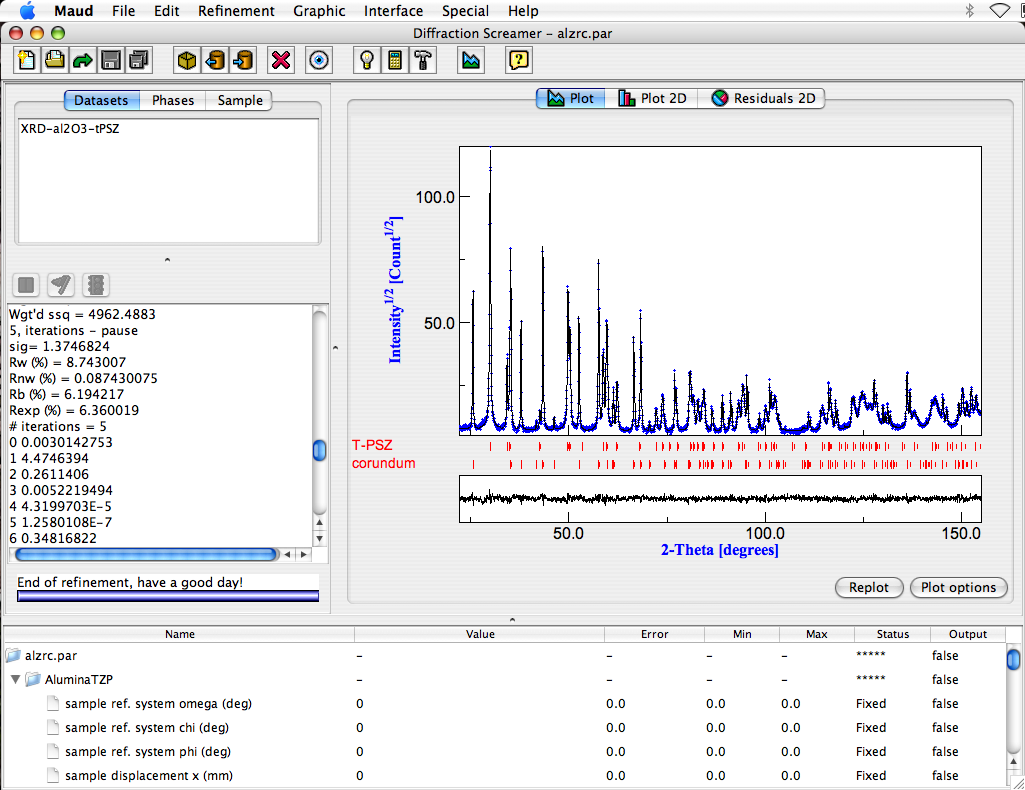 Maud File Edit Refinement Graphic Interface Special Help
Diffraction Screamer – alzrc.par
Datasets Phases Sample
XRD-al2O3-tPSZ
Wgt'd ssq = 4962.4883
5, iterations – pause
sig= 1.3746824
Rw (%) = 8.743007
Rnw (%) = 0.087430075
Rb (%) = 6.194217
Rexp (%) = 6.360019
# iterations = 5
0 0.0030142753
1 4.4746394
2 0.2611406
3 0.0052219494
4 4.3199703E-5
5 1.2580108E-7
6 0.34816822
End of refinement, have a good day!
Plot Plot 2D Residuals 2D
Intensity1/2 [Count1/2]
100.0
50.0
T-PSZ
corundum
50.0 100.0 150.0
2-Theta [degrees]
Replot Plot options
Name Value Error Min Max Status Output
alzrc.par – – – – ***** false
AluminaTZP – – – – ***** false
sample ref. system omega (deg) 0 0.0 0.0 0.0 Fixed false
sample ref. system chi (deg) 0 0.0 0.0 0.0 Fixed false
sample ref. system phi (deg) 0 0.0 0.0 0.0 Fixed false
sample displacement x (mm) 0 0.0 0.0 0.0 Fixed false